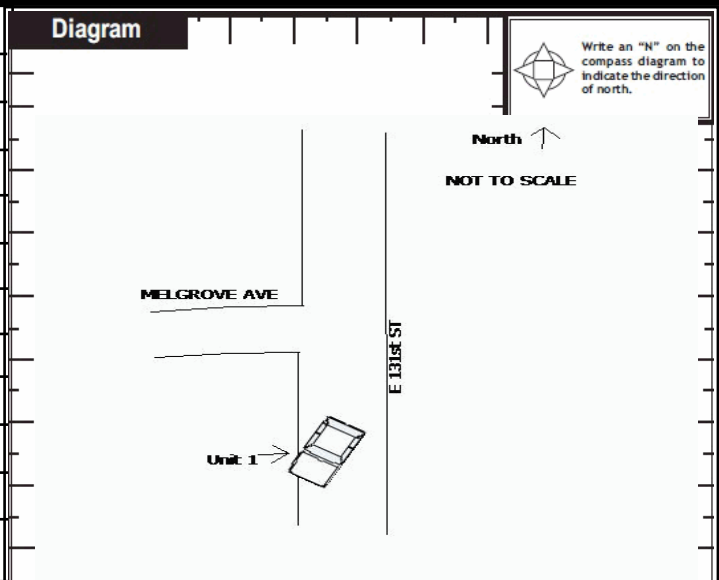 Diagram
Write an “N” on the
compass diagram to
indicate the direction
of north.
North
NOT TO SCALE
MELGROVE AVE
E 131st ST
Unit 1